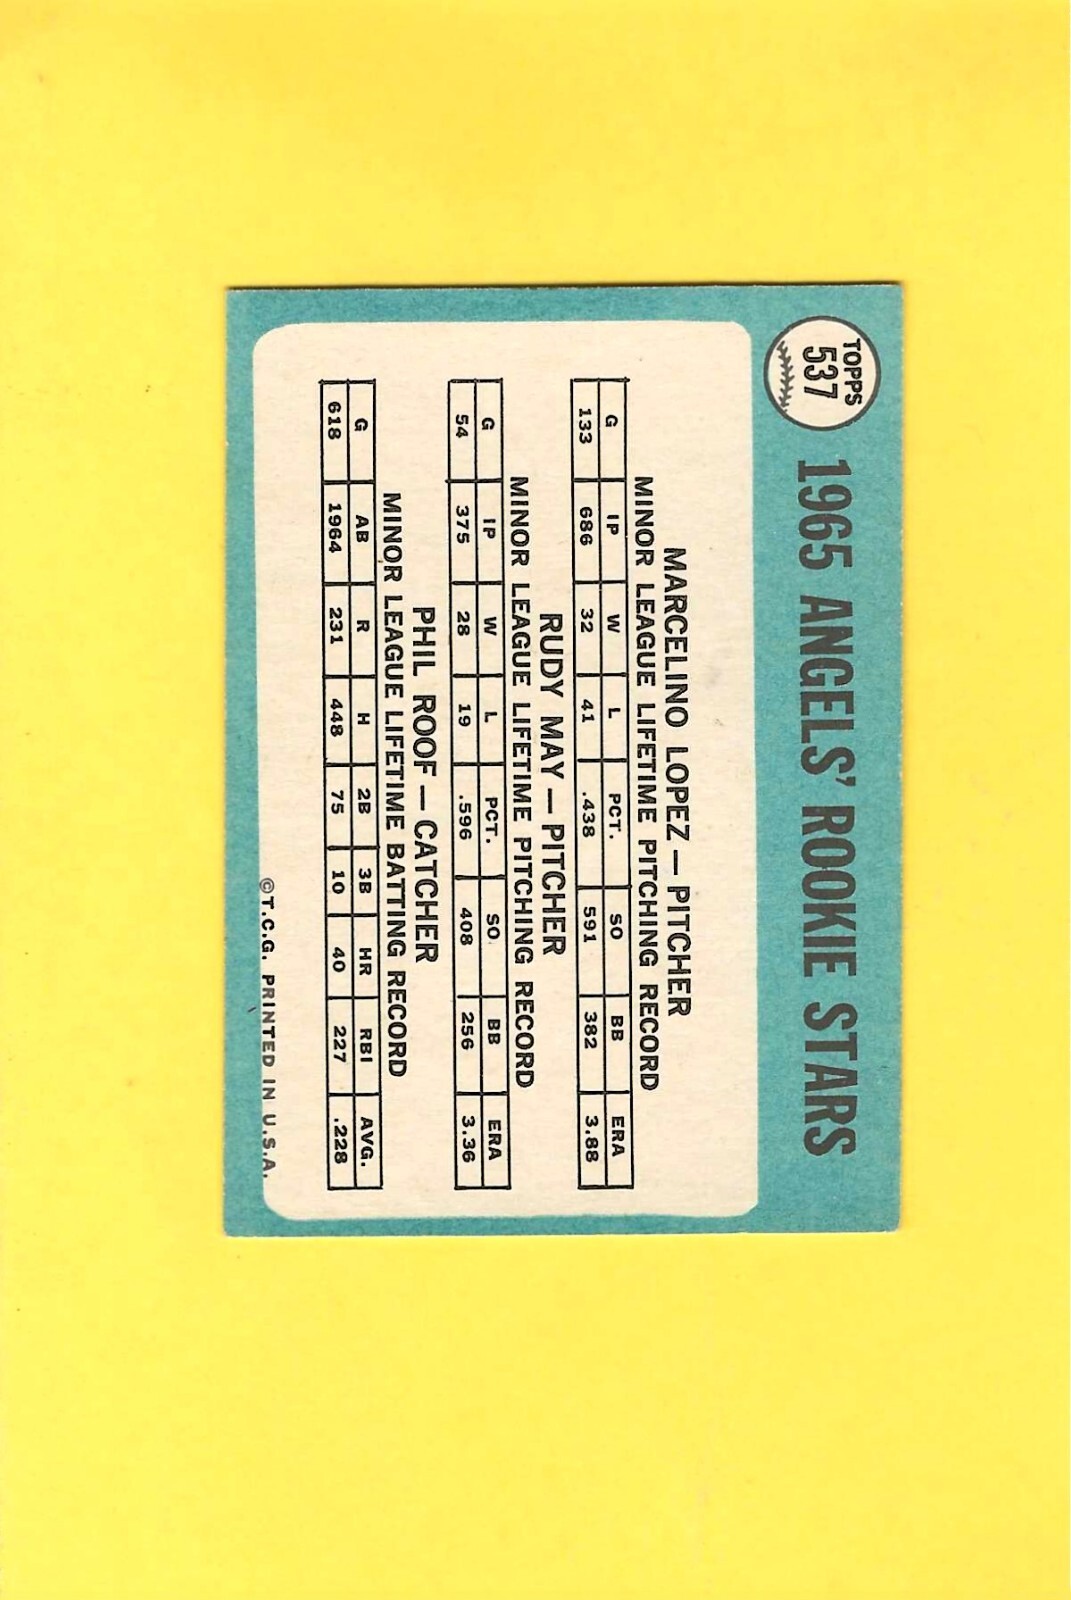 TOPPS
537
1965 ANGELS' ROOKIE STARS
MARCELINO LOPEZ—PITCHER
MINOR LEAGUE LIFETIME PITCHING RECORD
G IP W L PCT. SO BB ERA
133 686 32 41 .438 591 382 3.88
RUDY MAY—PITCHER
MINOR LEAGUE LIFETIME PITCHING RECORD
G IP W L PCT. SO BB ERA
54 375 28 19 .596 408 256 3.36
PHIL ROOF—CATCHER
MINOR LEAGUE LIFETIME BATTING RECORD
G AB R H 2B 3B HR RBI AVG.
618 1964 231 448 75 10 40 227 .228
©T.C.G. PRINTED IN U.S.A.